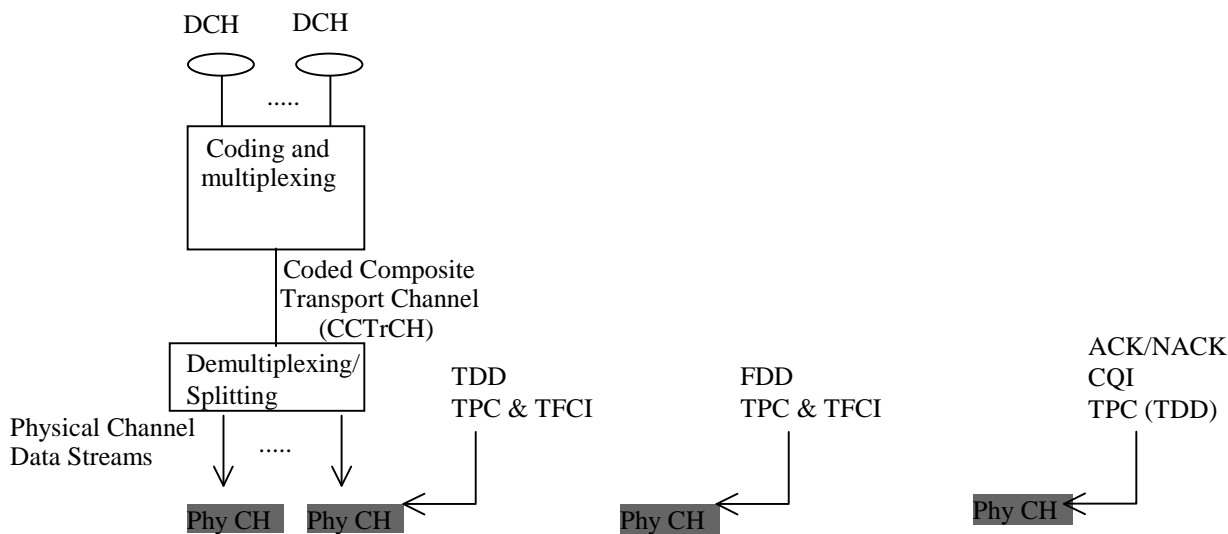 DCH DCH
.....
Coding and
multiplexing
Coded Composite
Transport Channel
(CCTrCH)
Demultiplexing/
Splitting
Physical Channel
Data Streams
.....
TDD
TPC & TFCI
FDD
TPC & TFCI
ACK/NACK
CQI
TPC (TDD)
Phy CH Phy CH Phy CH Phy CH